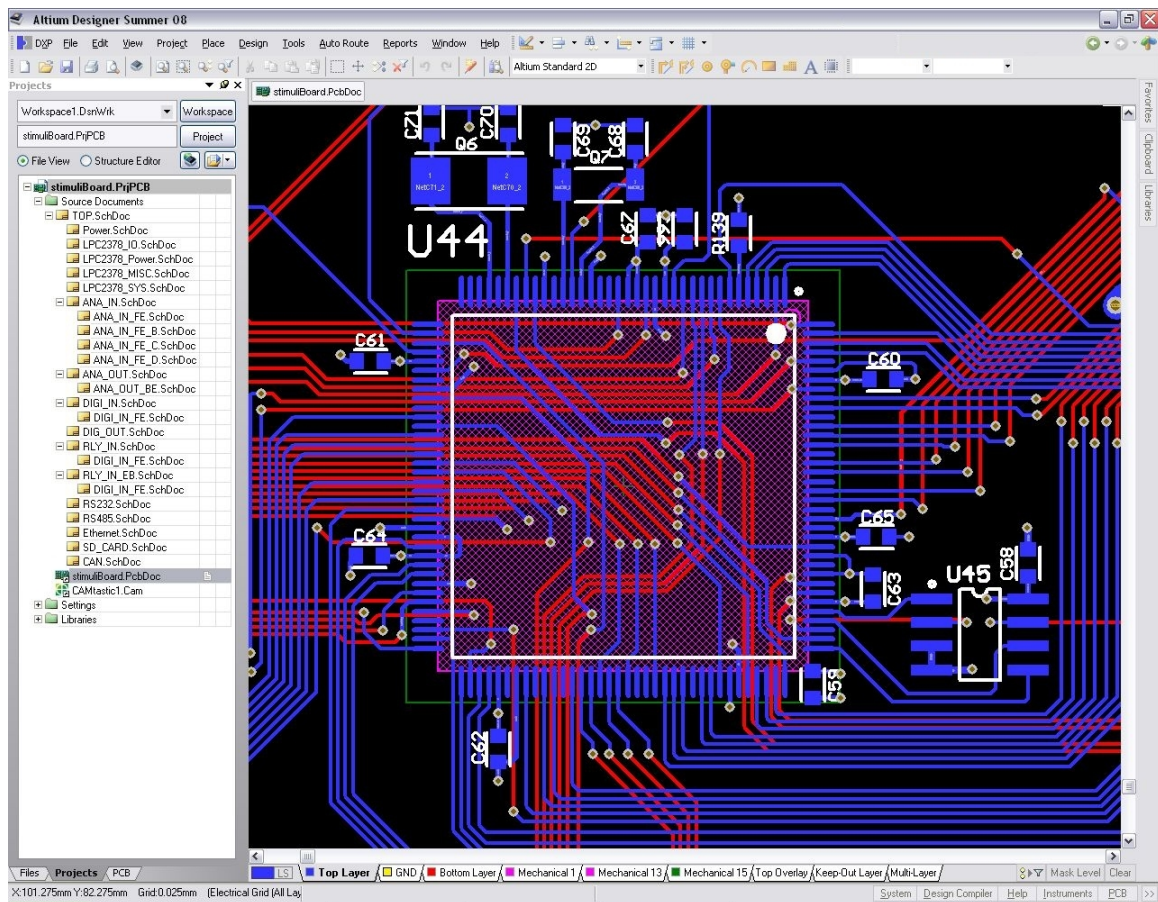 Altium Designer Summer 08
DXP File Edit View Project Place Design Tools Auto Route Reports Window Help
Altium Standard 2D
Projects
stimuliBoard.PcbDoc
Workspace1.DsnWrk Workspace
stimuliBoard.PrjPCB Project
File View Structure Editor
stimuliBoard.PrjPCB
Source Documents
TOP.SchDoc
Power.SchDoc
LPC2378_IO.SchDoc
LPC2378_Power.SchDoc
LPC2378_MISC.SchDoc
LPC2378_SYS.SchDoc
ANA_IN.SchDoc
ANA_IN_FE.SchDoc
ANA_IN_FE_B.SchDoc
ANA_IN_FE_C.SchDoc
ANA_IN_FE_D.SchDoc
ANA_OUT.SchDoc
ANA_OUT_BE.SchDoc
DIGI_IN.SchDoc
DIGI_IN_FE.SchDoc
DIG_OUT.SchDoc
RLY_IN.SchDoc
DIGI_IN_FE.SchDoc
RLY_IN_EB.SchDoc
DIGI_IN_FE.SchDoc
RS232.SchDoc
RS485.SchDoc
Ethernet.SchDoc
SD_CARD.SchDoc
CAN.SchDoc
stimuliBoard.PcbDoc
CAMtastic1.Cam
Settings
Libraries
Files Projects PCB
C71 C70 C69 C68
Q6 Q7
1 2
NetC71_2 NetC70_2
U44
C67 R139
C61
C60
C64
C65
C63
U45
C58
C59
C62
Favorites
Clipboard
Libraries
LS Top Layer GND Bottom Layer Mechanical 1 Mechanical 13 Mechanical 15 Top Overlay Keep-Out Layer Multi-Layer Mask Level Clear
X:101.275mm Y:82.275mm Grid:0.025mm (Electrical Grid (All Lay
System Design Compiler Help Instruments PCB >>